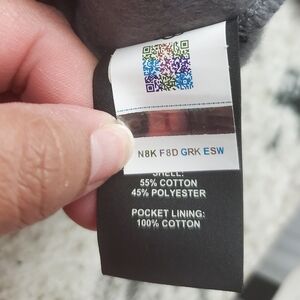 N8K F8D GRK ESW
SHELL:
55% COTTON
45% POLYESTER
POCKET LINING:
100% COTTON